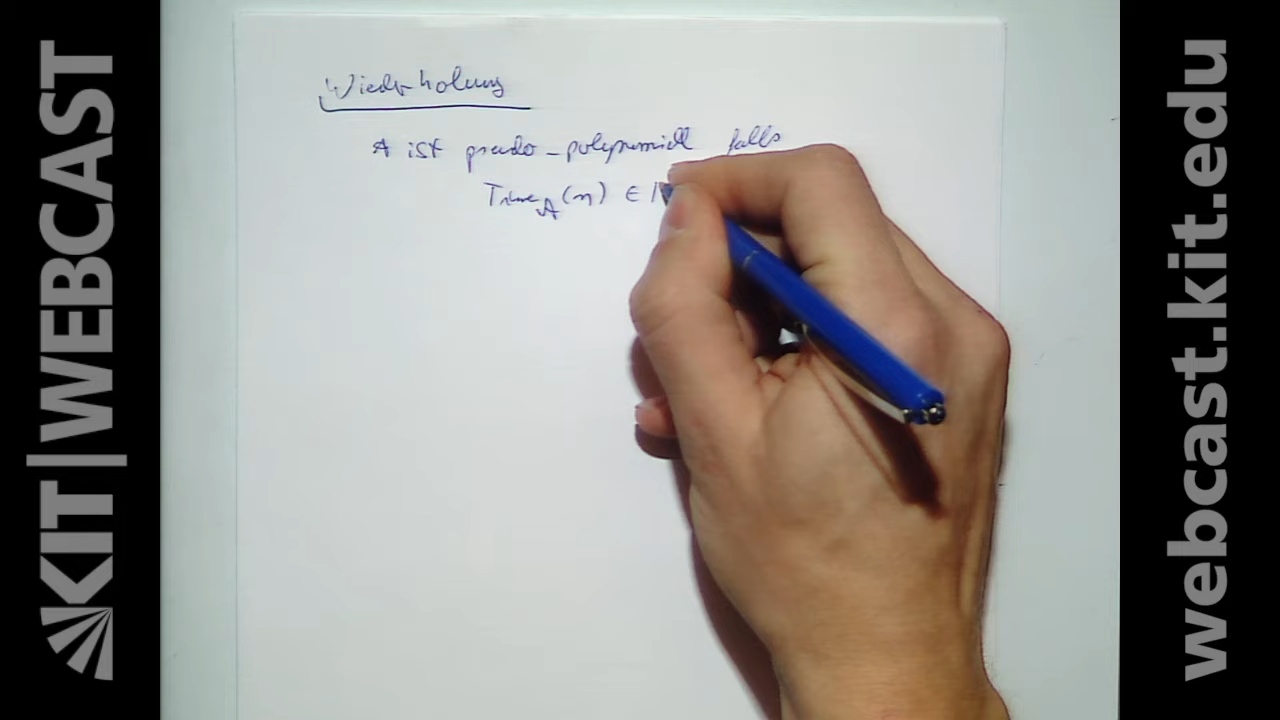 KIT|WEBCAST
Wiederholung
A ist pseudo-polynomiell falls
Time_A(n) ∈
webcast.kit.edu